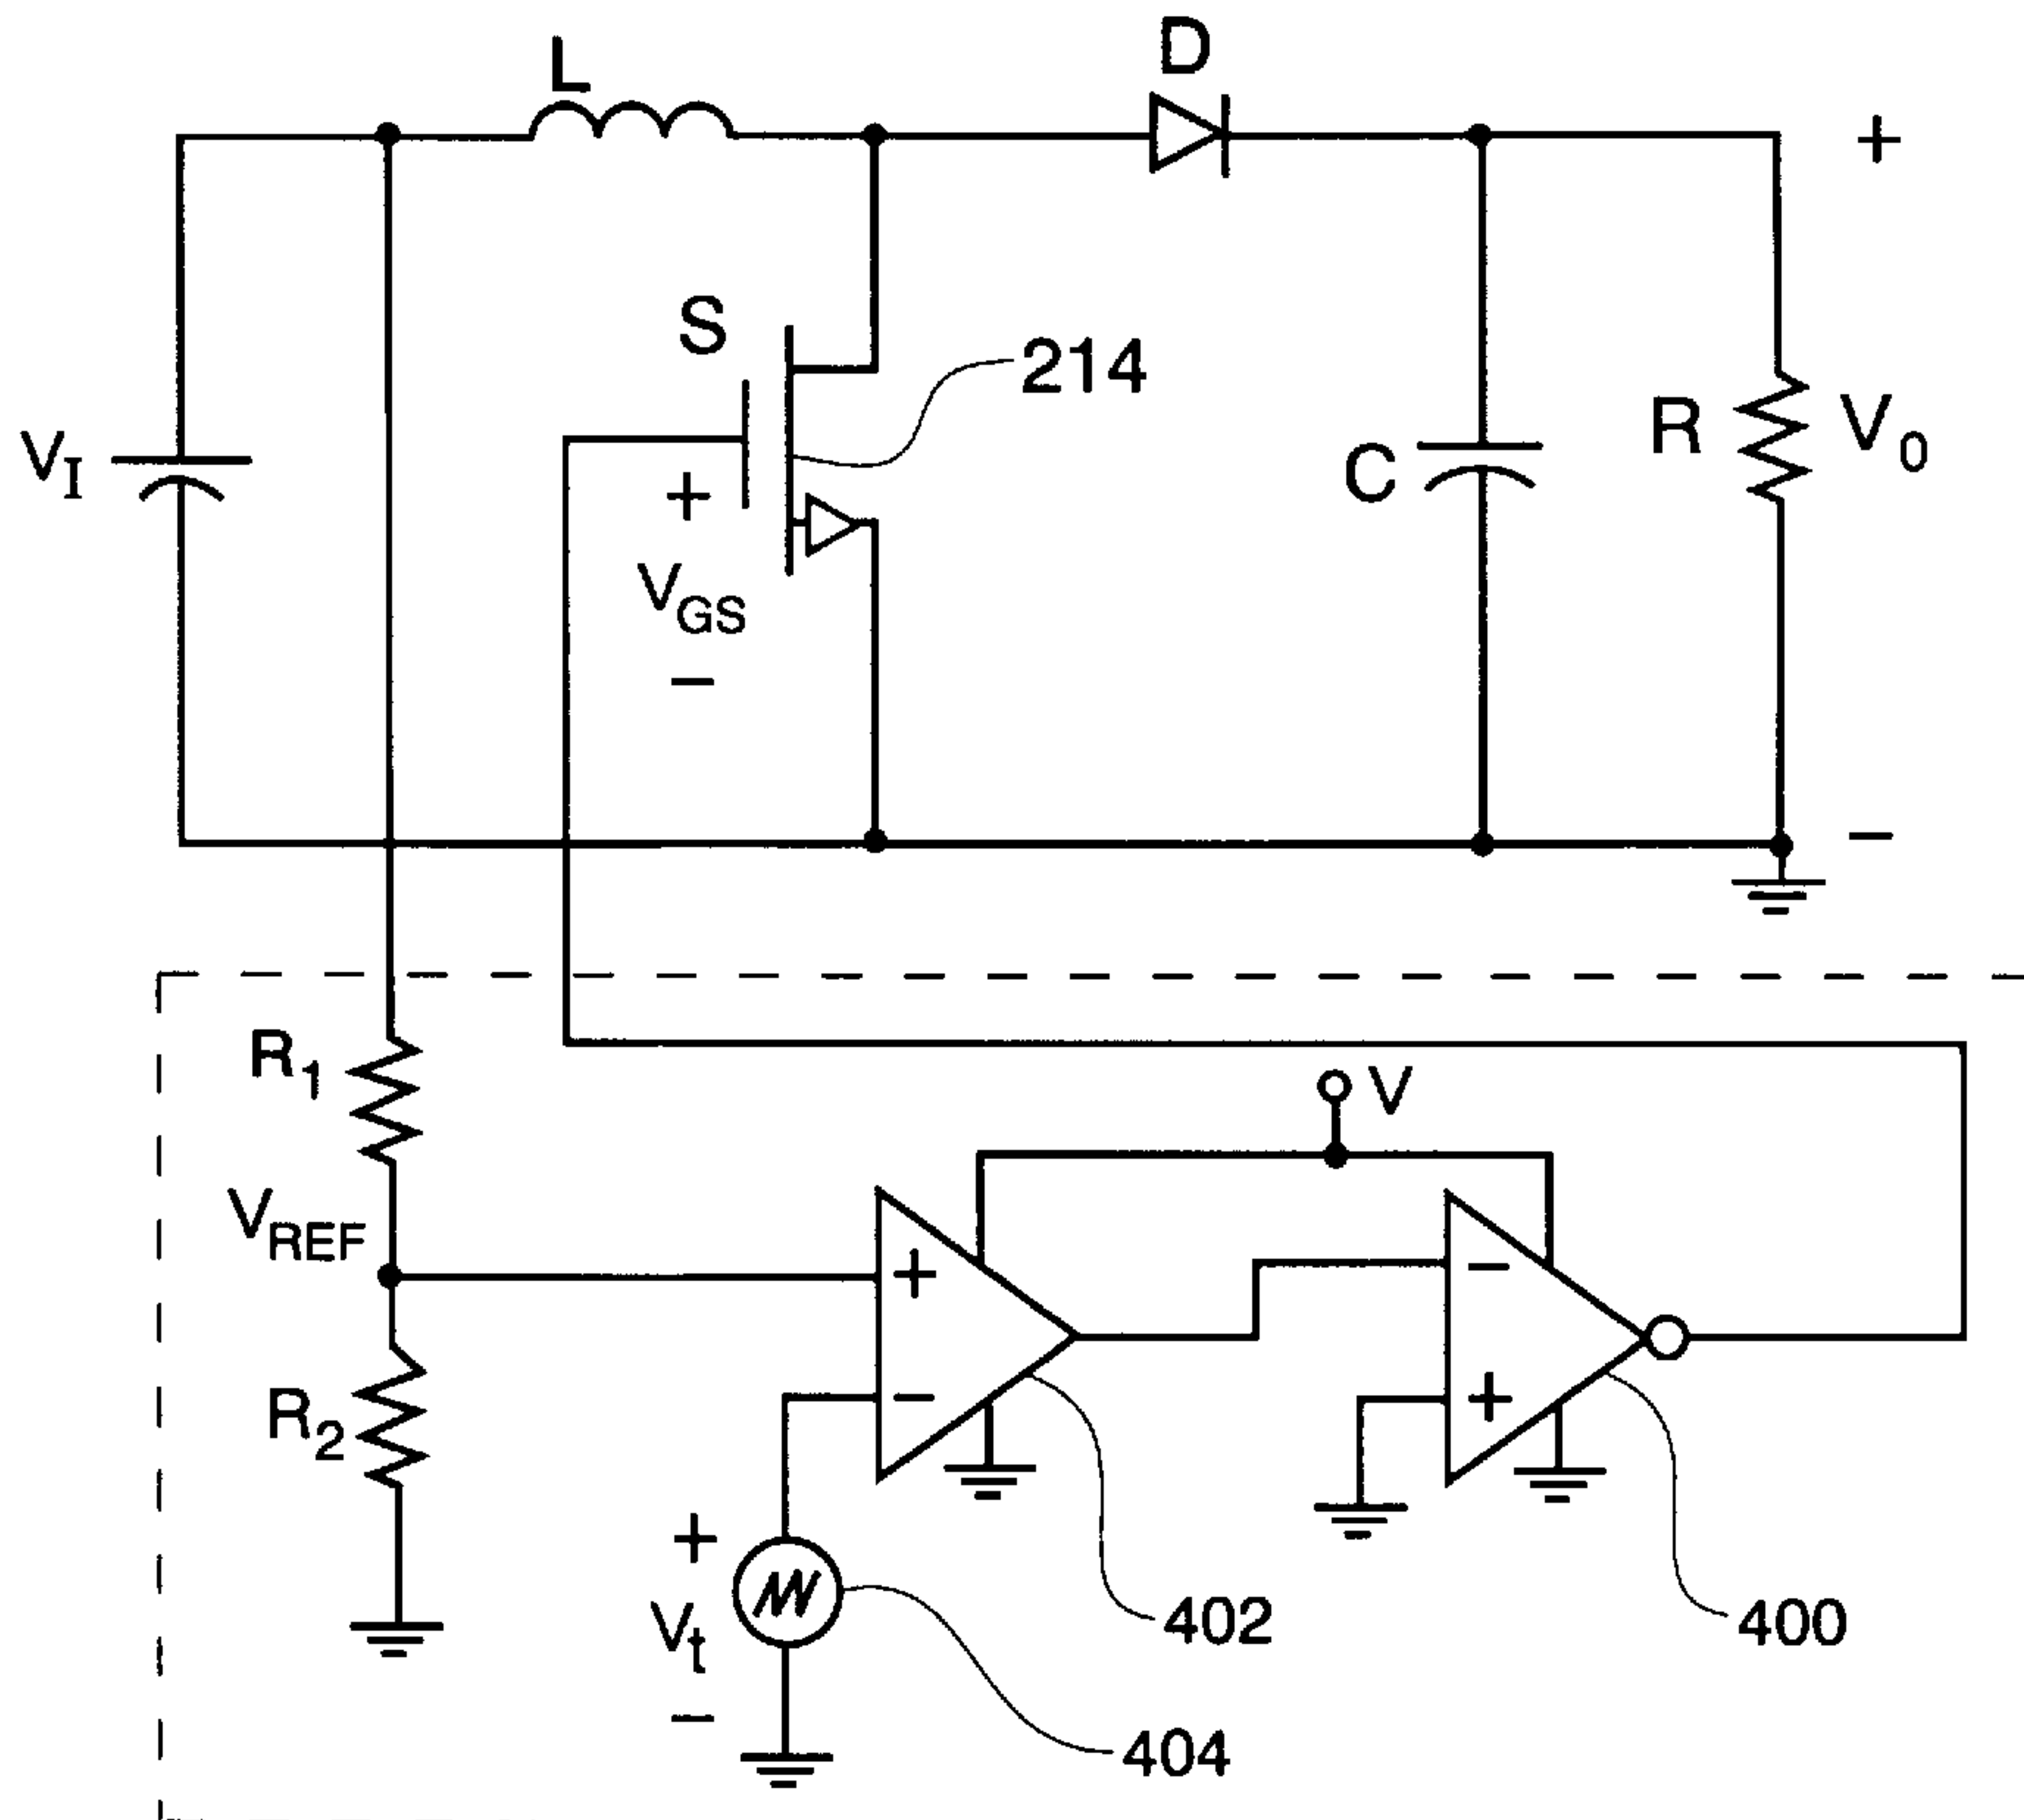 L
D
+
S
214
V_I
+
V_GS
−
C
R
V_0
−
R_1
V
V_REF
+
−
−
+
R_2
+
V_t
−
402
400
404